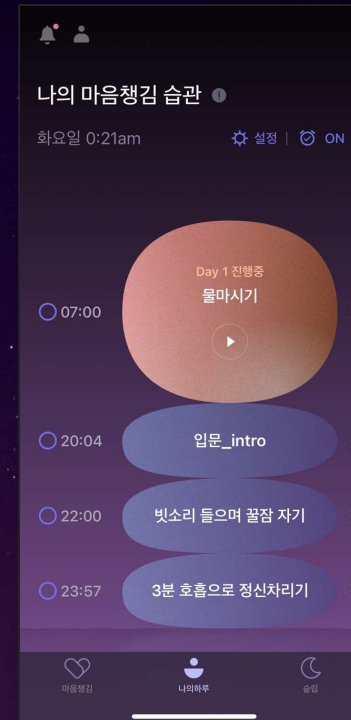 나의 마음챙김 습관
화요일 0:21am 설정 | ON
Day 1 진행중
물마시기
07:00
20:04 입문_intro
22:00 빗소리 들으며 꿀잠 자기
23:57 3분 호흡으로 정신차리기
마음챙김 나의하루 슬립